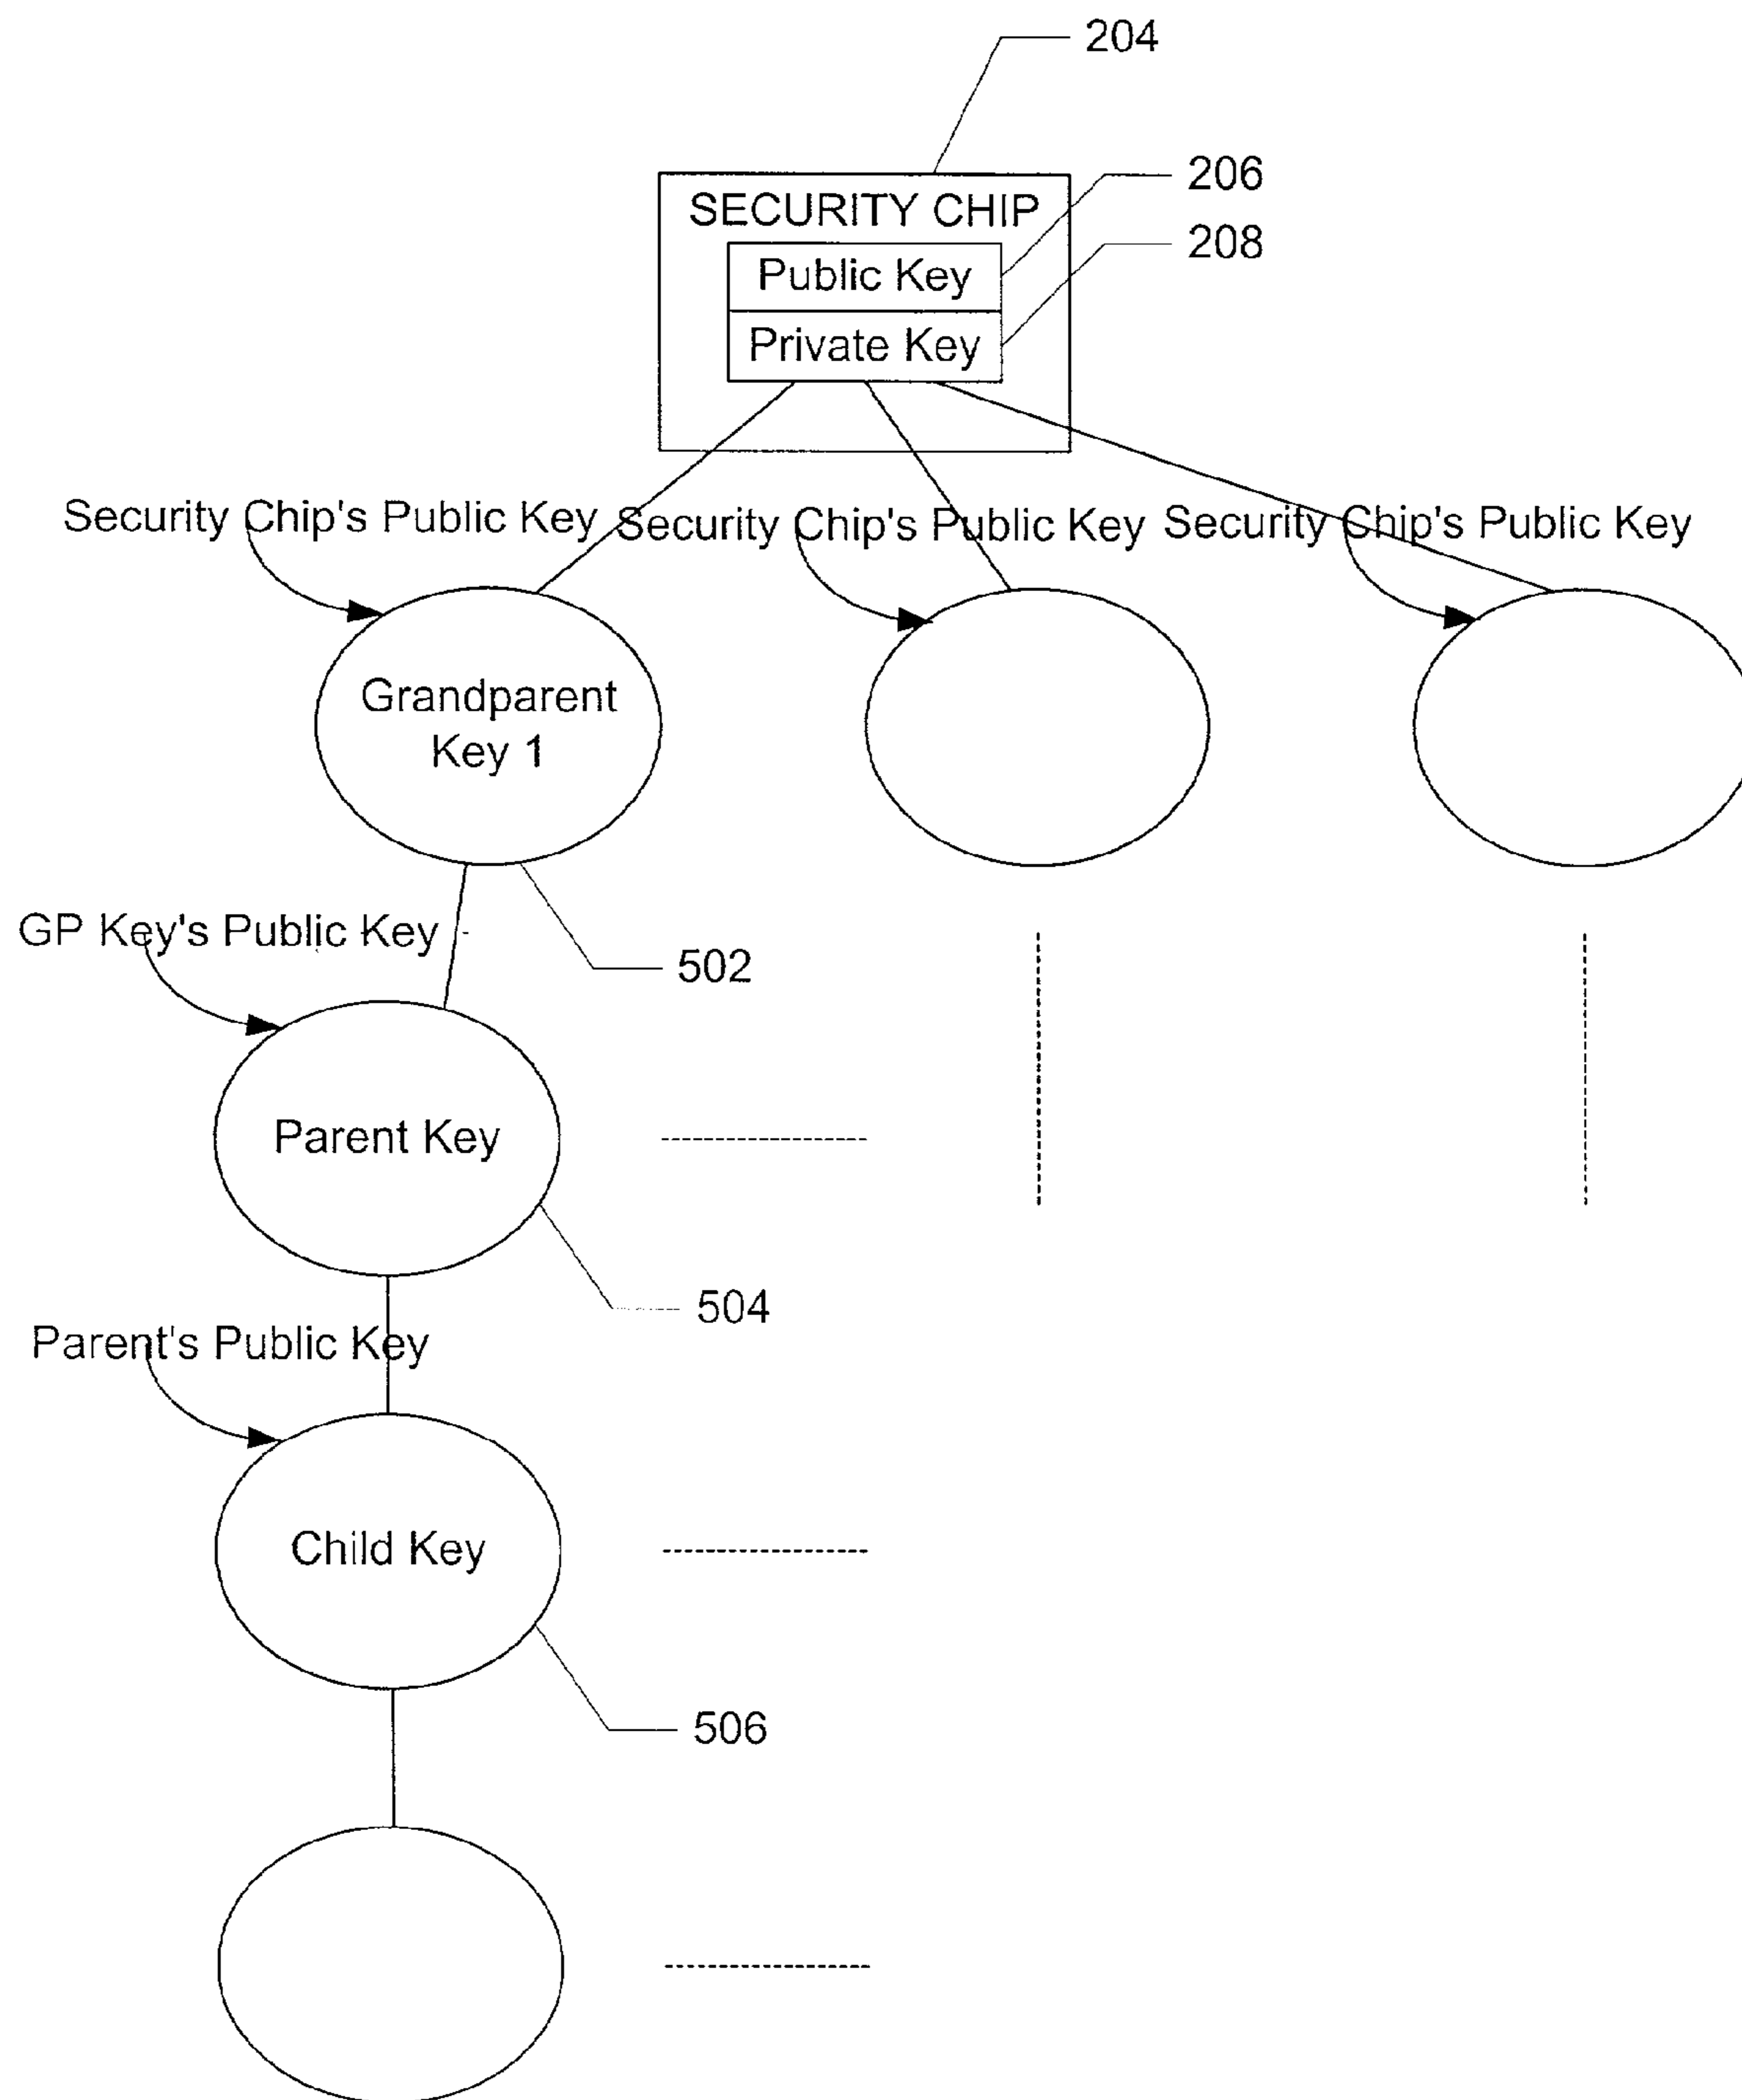 204
206
SECURITY CHIP
208
Public Key
Private Key
Security Chip's Public Key
Security Chip's Public Key
Security Chip's Public Key
Grandparent
Key 1
GP Key's Public Key
502
Parent Key
504
Parent's Public Key
Child Key
506